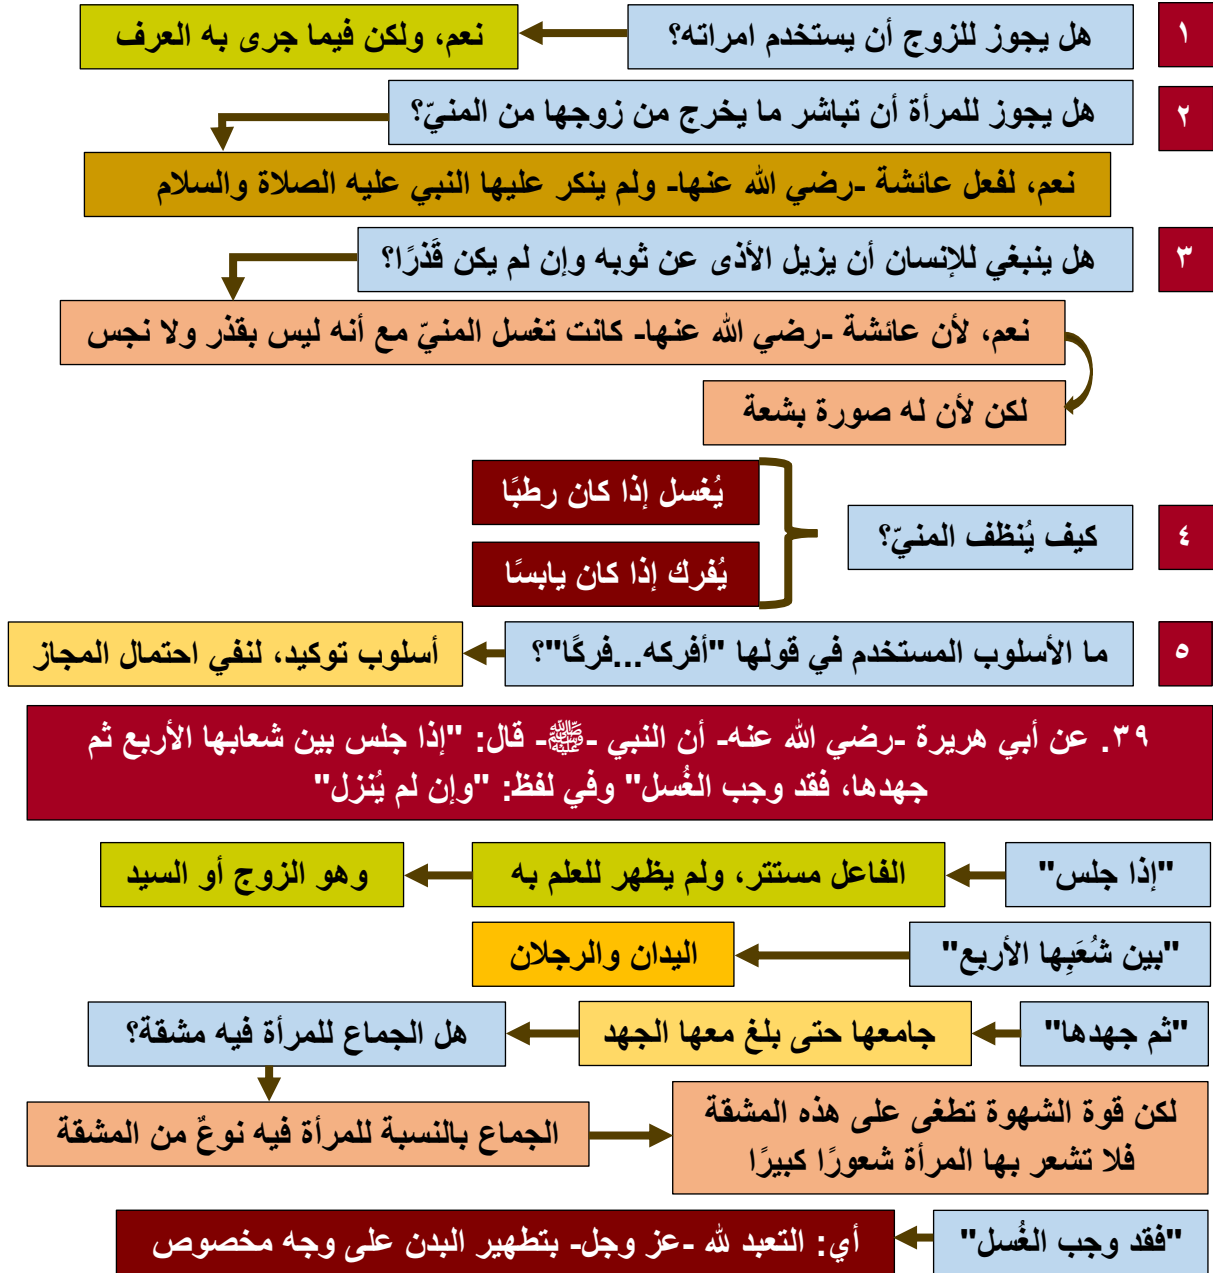 ١
هل يجوز للزوج أن يستخدم امراته؟
نعم، ولكن فيما جرى به العرف
٢
هل يجوز للمرأة أن تباشر ما يخرج من زوجها من المنيّ؟
نعم، لفعل عائشة -رضي الله عنها- ولم ينكر عليها النبي عليه الصلاة والسلام
٣
هل ينبغي للإنسان أن يزيل الأذى عن ثوبه وإن لم يكن قَذرًا؟
نعم، لأن عائشة -رضي الله عنها- كانت تغسل المنيّ مع أنه ليس بقذر ولا نجس
لكن لأن له صورة بشعة
٤
كيف يُنظف المنيّ؟
يُغسل إذا كان رطبًا
يُفرك إذا كان يابسًا
٥
ما الأسلوب المستخدم في قولها "أفركه...فركًا"؟
أسلوب توكيد، لنفي احتمال المجاز
٣٩. عن أبي هريرة -رضي الله عنه- أن النبي -ﷺ- قال: "إذا جلس بين شعابها الأربع ثم
جهدها، فقد وجب الغُسل" وفي لفظ: "وإن لم يُنزل"
"إذا جلس"
الفاعل مستتر، ولم يظهر للعلم به
وهو الزوج أو السيد
"بين شُعَبِها الأربع"
اليدان والرجلان
"ثم جهدها"
جامعها حتى بلغ معها الجهد
هل الجماع للمرأة فيه مشقة؟
الجماع بالنسبة للمرأة فيه نوعٌ من المشقة
لكن قوة الشهوة تطغى على هذه المشقة
فلا تشعر بها المرأة شعورًا كبيرًا
"فقد وجب الغُسل"
أي: التعبد لله -عز وجل- بتطهير البدن على وجه مخصوص